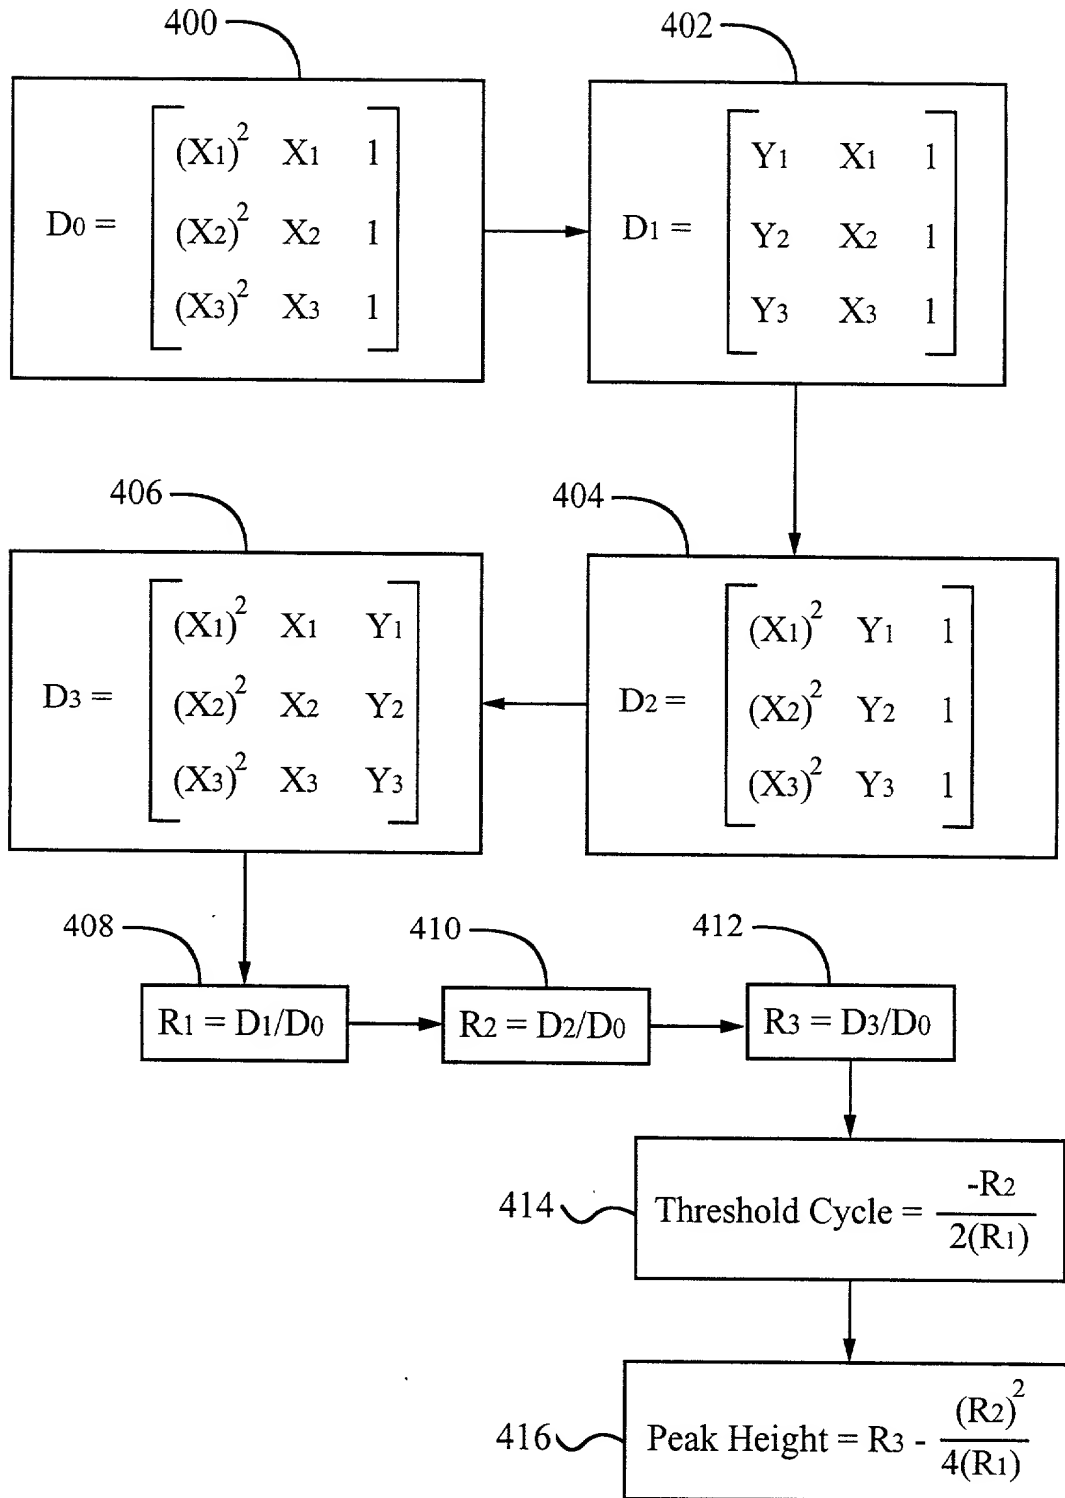 400
402
D0 =
(X1)² X1 1
(X2)² X2 1
(X3)² X3 1
D1 =
Y1 X1 1
Y2 X2 1
Y3 X3 1
406
404
D3 =
(X1)² X1 Y1
(X2)² X2 Y2
(X3)² X3 Y3
D2 =
(X1)² Y1 1
(X2)² Y2 1
(X3)² Y3 1
408
410
412
R1 = D1/D0
R2 = D2/D0
R3 = D3/D0
414
Threshold Cycle = -R2 / 2(R1)
416
Peak Height = R3 - (R2)² / 4(R1)